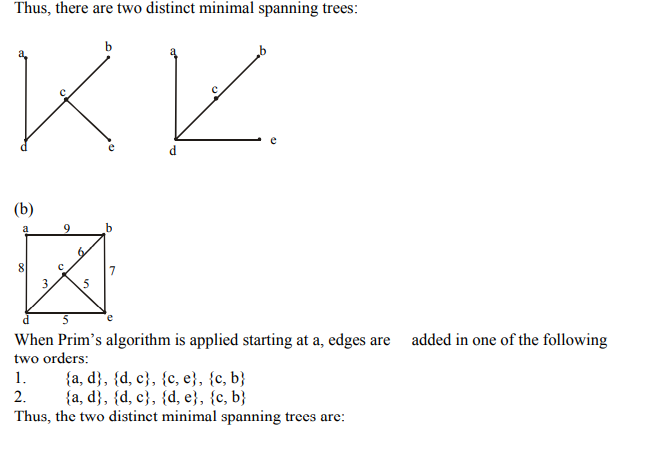 Thus, there are two distinct minimal spanning trees:
b
a
a
b
c
c
d
e
d
e
(b)
a 9 b
6
8 c 7
3 5
d 5 e
When Prim's algorithm is applied starting at a, edges are added in one of the following
two orders:
1. {a, d}, {d, c}, {c, e}, {c, b}
2. {a, d}, {d, c}, {d, e}, {c, b}
Thus, the two distinct minimal spanning trees are: